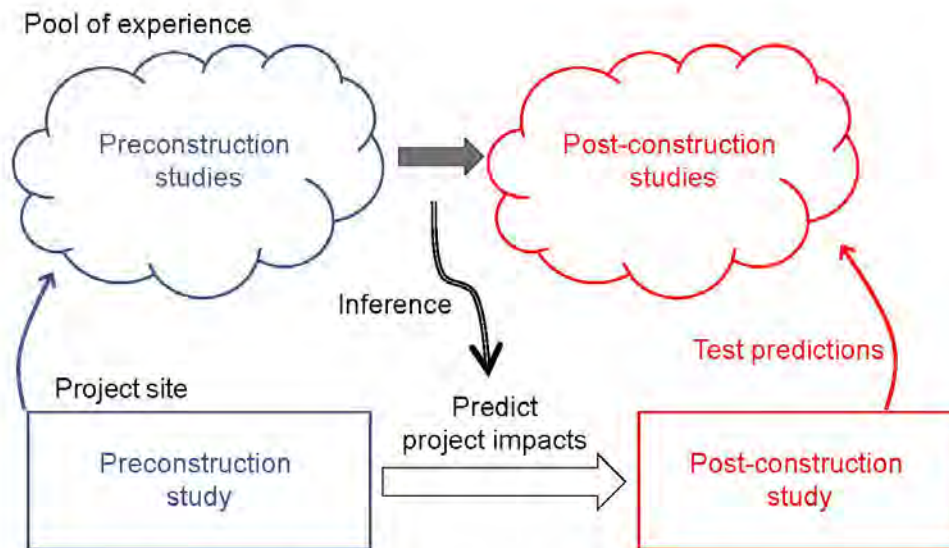 Pool of experience
Preconstruction
studies
Post-construction
studies
Inference
Test predictions
Project site
Predict
project impacts
Preconstruction
study
Post-construction
study